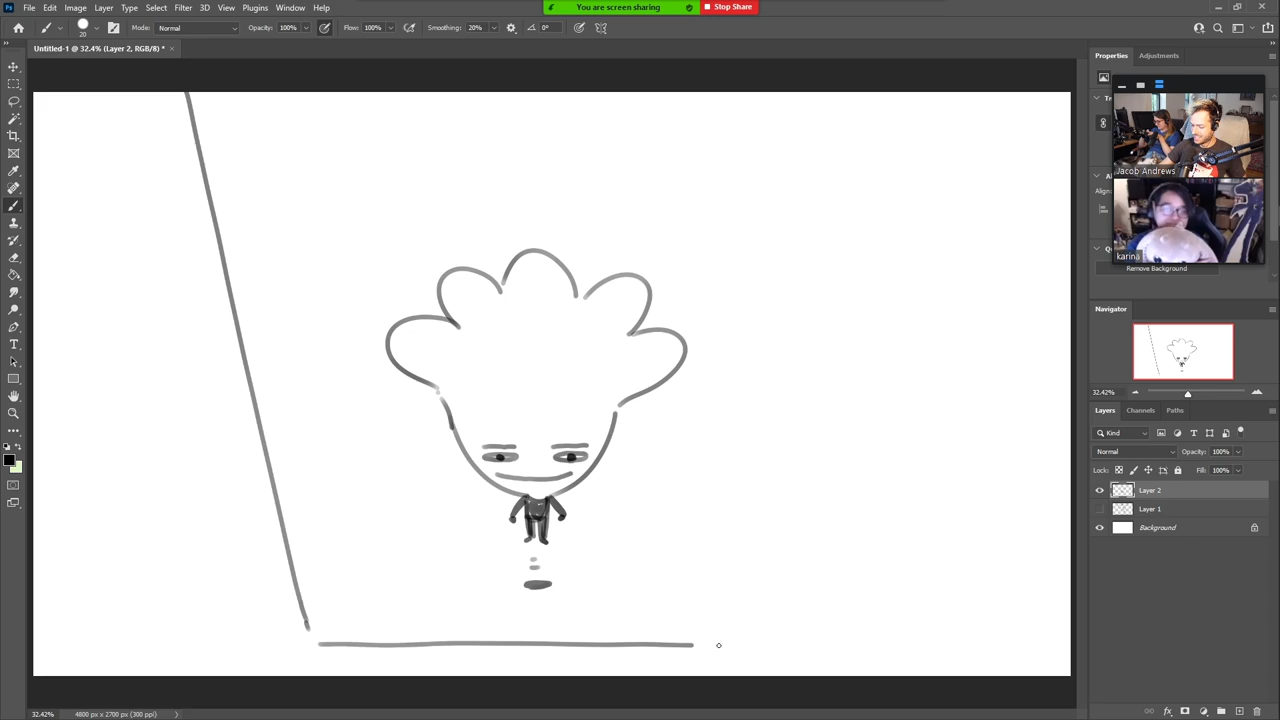 Ps File Edit Image Layer Type Select Filter 3D View Plugins Window Help
You are screen sharing Stop Share
20 Mode: Normal Opacity: 100% Flow: 100% Smoothing: 20% 0°
Untitled-1 @ 32.4% (Layer 2, RGB/8) * ×
Properties Adjustments
Jacob Andrews
karina
Remove Background
Navigator
32.42%
Layers Channels Paths
Kind
Normal Opacity: 100%
Lock: Fill: 100%
Layer 2
Layer 1
Background
32.42% 4800 px x 2700 px (300 ppi)